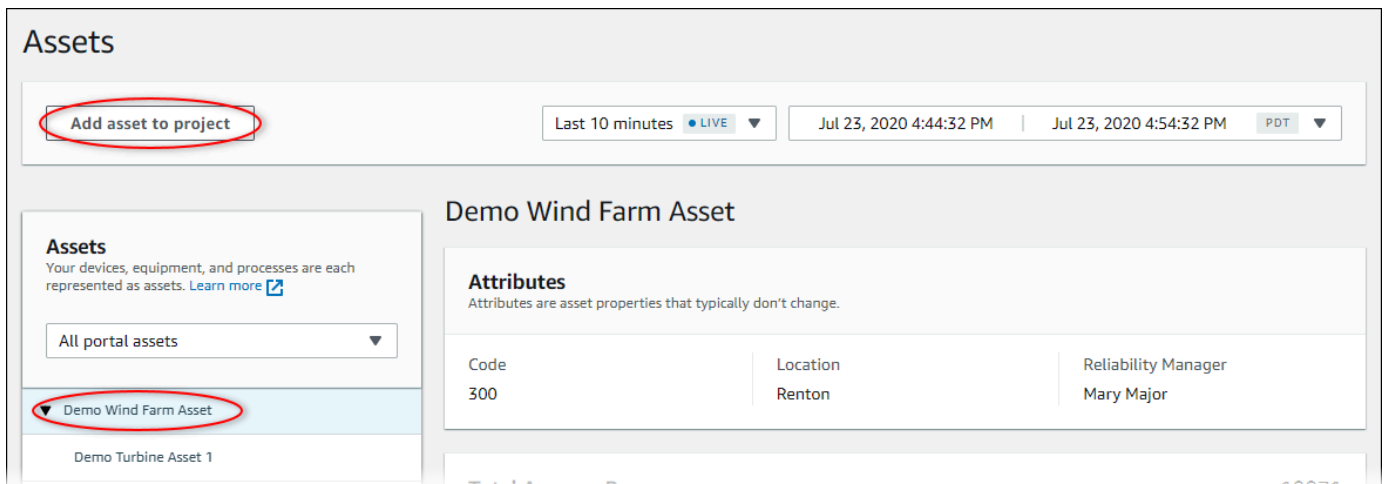 Assets
Add asset to project
Last 10 minutes LIVE
Jul 23, 2020 4:44:32 PM | Jul 23, 2020 4:54:32 PM PDT
Assets
Your devices, equipment, and processes are each
represented as assets. Learn more
All portal assets
Demo Wind Farm Asset
Demo Turbine Asset 1
Demo Wind Farm Asset
Attributes
Attributes are asset properties that typically don't change.
Code
300
Location
Renton
Reliability Manager
Mary Major